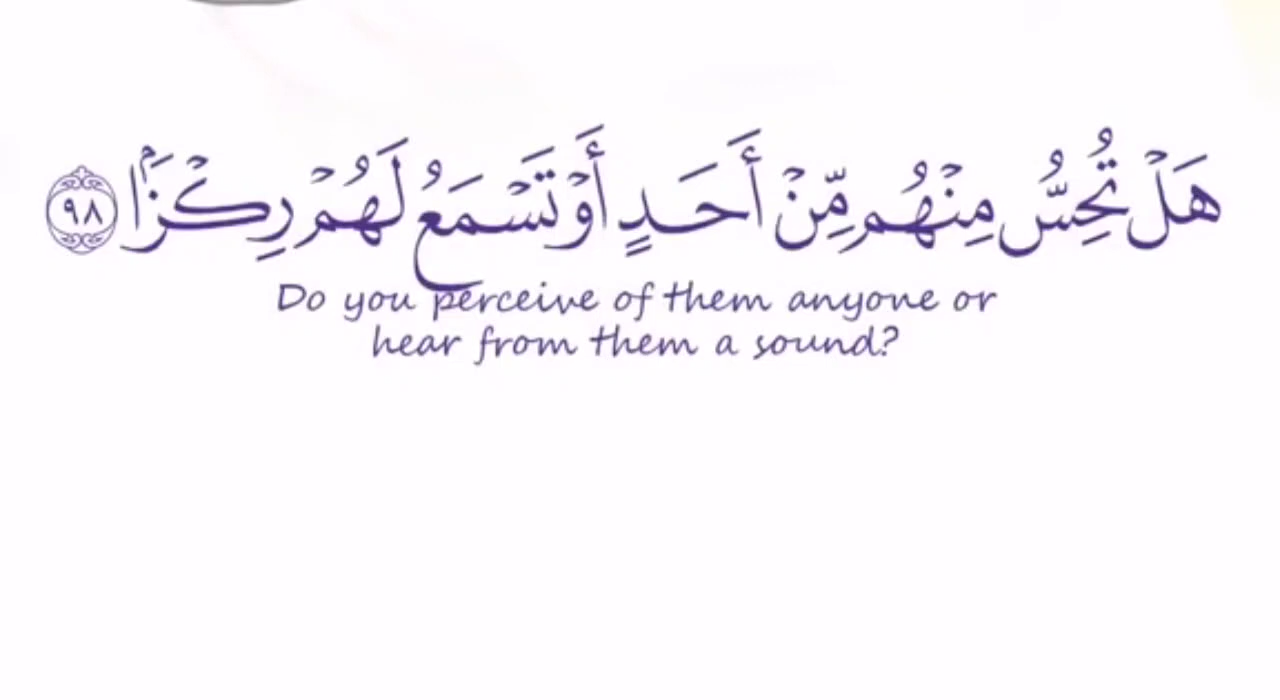 هَلۡ تُحِسُّ مِنۡهُم مِّنۡ أَحَدٍ أَوۡ تَسۡمَعُ لَهُمۡ رِكۡزَۢا ٩٨
Do you perceive of them anyone or
hear from them a sound?